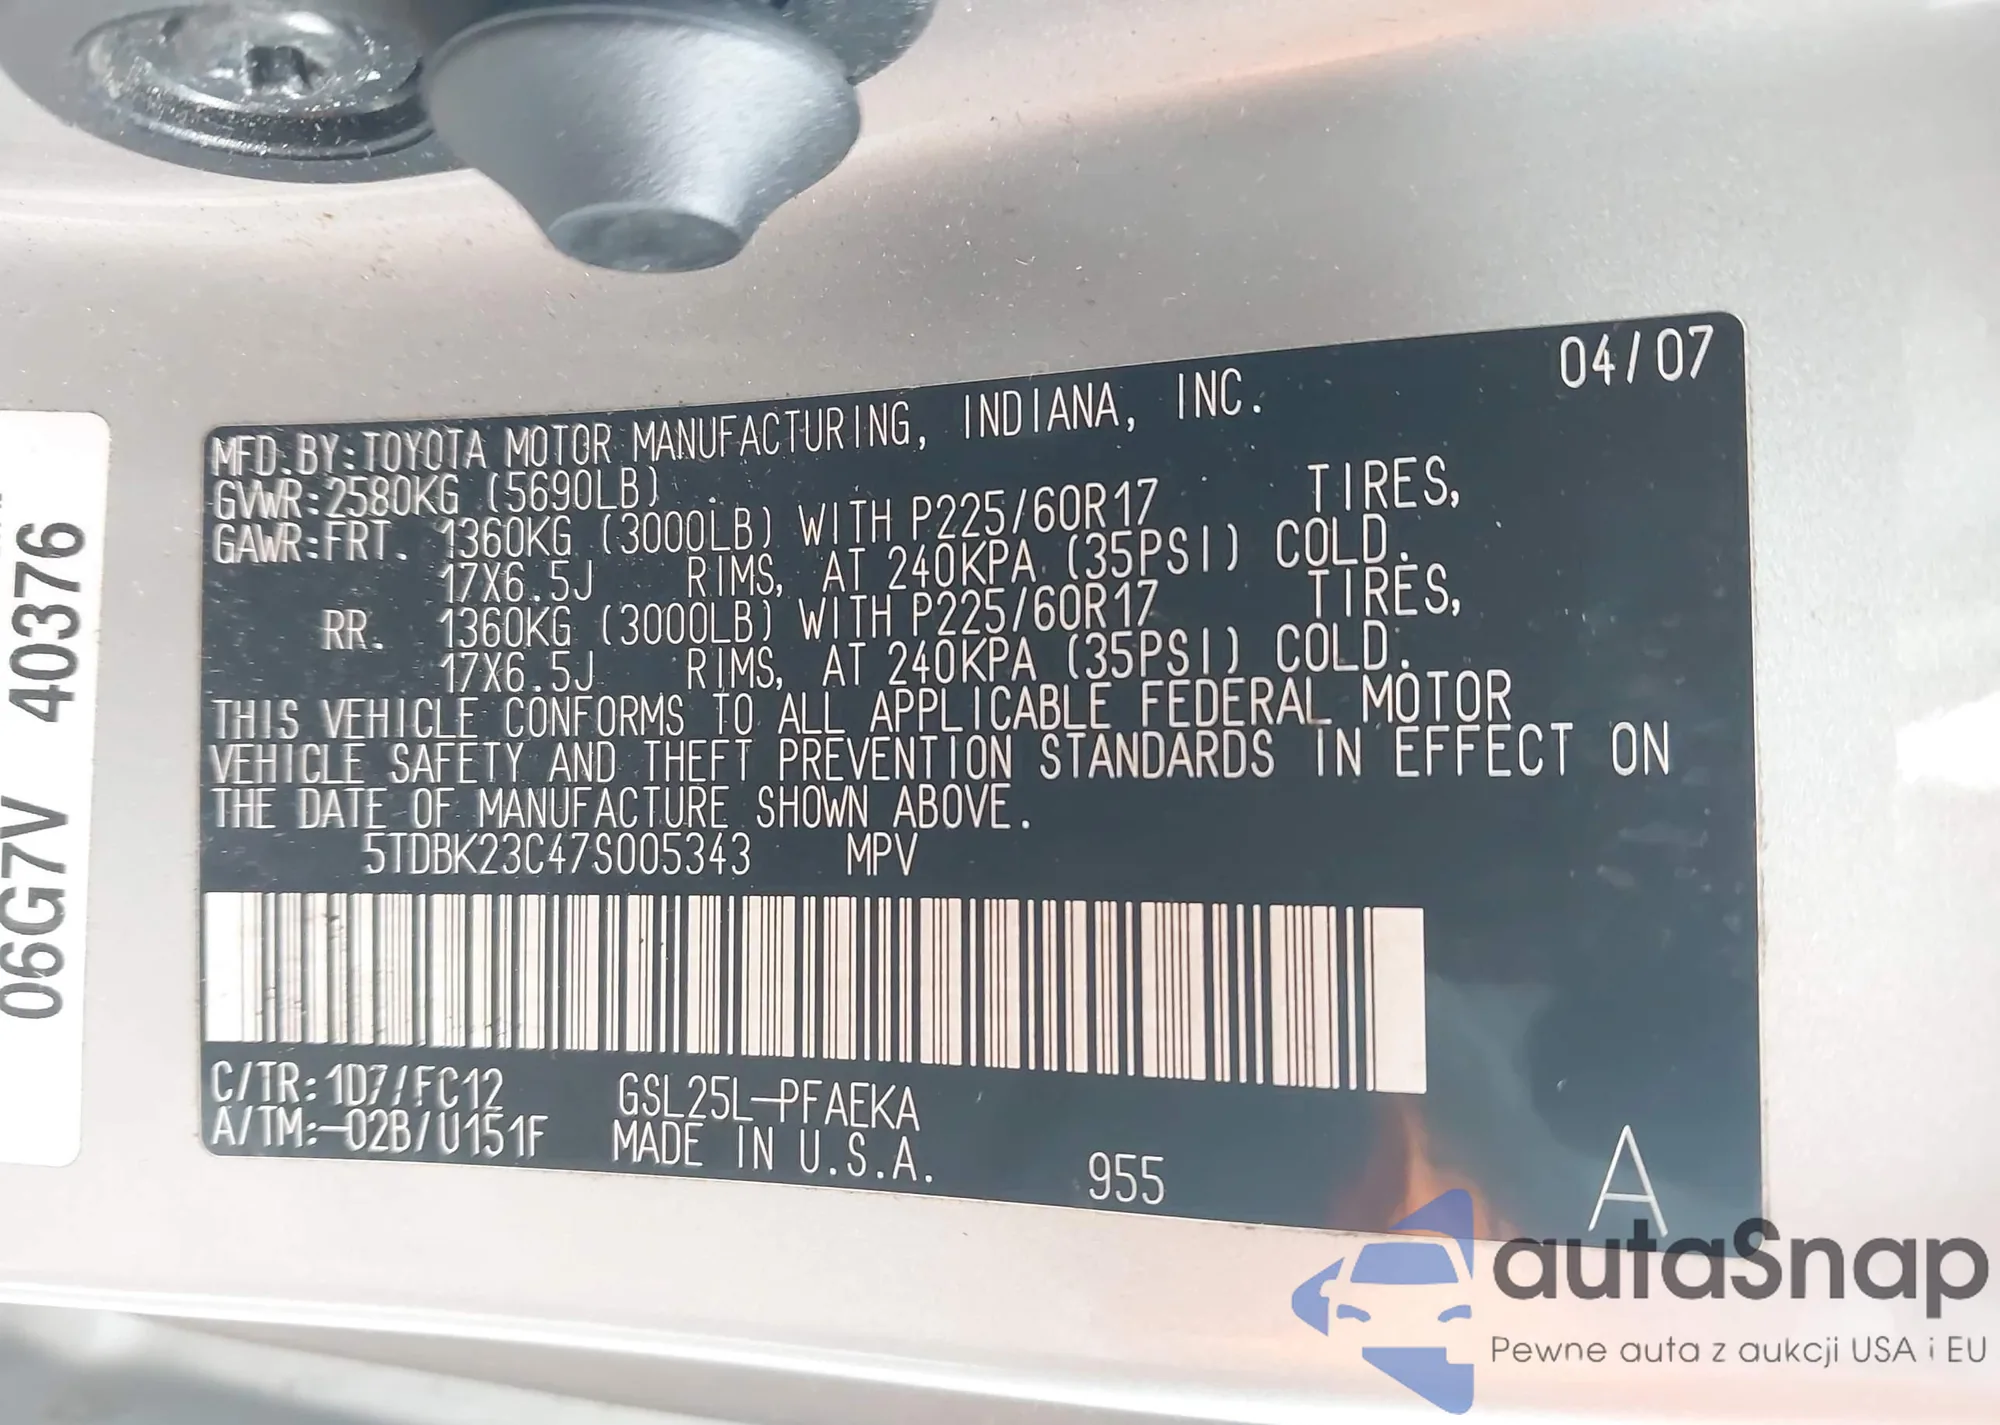 04/07
MFD.BY:TOYOTA MOTOR MANUFACTURING, INDIANA, INC.
GVWR:2580KG (5690LB)
GAWR:FRT. 1360KG (3000LB) WITH P225/60R17 TIRES,
17X6.5J RIMS, AT 240KPA (35PSI) COLD.
RR. 1360KG (3000LB) WITH P225/60R17 TIRES,
17X6.5J RIMS, AT 240KPA (35PSI) COLD.
THIS VEHICLE CONFORMS TO ALL APPLICABLE FEDERAL MOTOR
VEHICLE SAFETY AND THEFT PREVENTION STANDARDS IN EFFECT ON
THE DATE OF MANUFACTURE SHOWN ABOVE.
5TDBK23C47S005343 MPV
C/TR:1D7/FC12 GSL25L-PFAEKA
A/TM:-02B/U151F MADE IN U.S.A. 955 A
06G7V 40376
autaSnap
Pewne auta z aukcji USA i EU